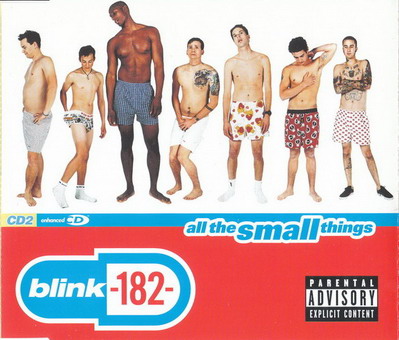 CD2 enhanced CD
all the small things
blink -182-
PARENTAL
ADVISORY
EXPLICIT CONTENT